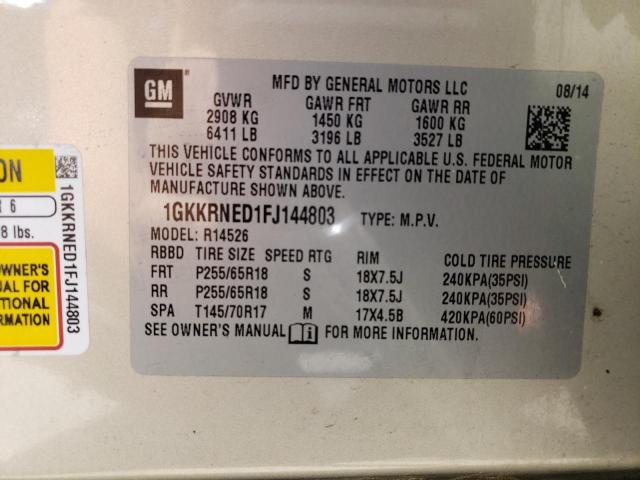 GM
MFD BY GENERAL MOTORS LLC 08/14
GVWR GAWR FRT GAWR RR
2908 KG 1450 KG 1600 KG
6411 LB 3196 LB 3527 LB
THIS VEHICLE CONFORMS TO ALL APPLICABLE U.S. FEDERAL MOTOR
VEHICLE SAFETY STANDARDS IN EFFECT ON THE DATE OF
MANUFACTURE SHOWN ABOVE.
1GKKRNED1FJ144803 TYPE: M.P.V.
MODEL: R14526
RBBD TIRE SIZE SPEED RTG RIM COLD TIRE PRESSURE
FRT P255/65R18 S 18X7.5J 240KPA(35PSI)
RR P255/65R18 S 18X7.5J 240KPA(35PSI)
SPA T145/70R17 M 17X4.5B 420KPA(60PSI)
SEE OWNER'S MANUAL FOR MORE INFORMATION.
ON
R 6
8 lbs.
OWNER'S
FOR
1GKKRNED1FJ144803